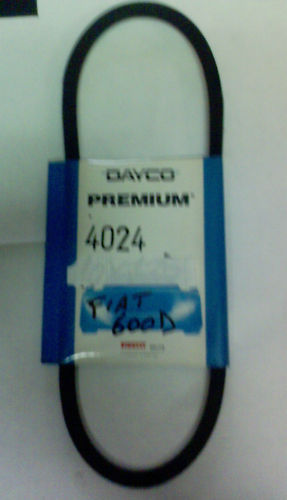 DAYCO
PREMIUM
4024
FIAT
600D